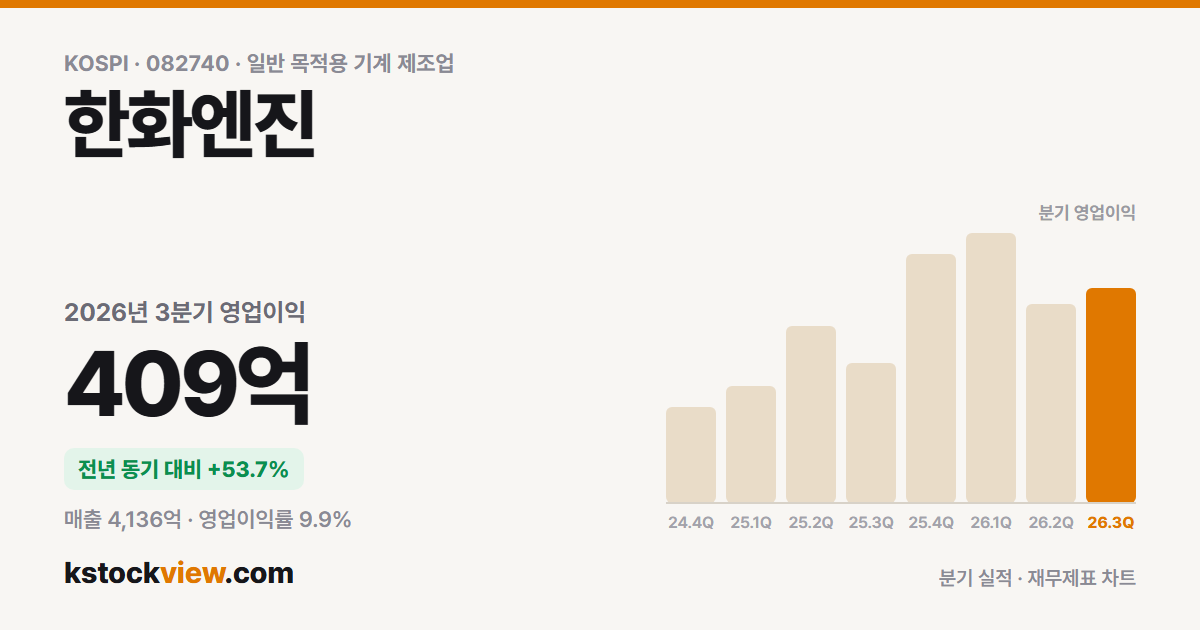 KOSPI · 082740 · 일반 목적용 기계 제조업
한화엔진
분기 영업이익
2026년 3분기 영업이익
409억
전년 동기 대비 +53.7%
매출 4,136억 · 영업이익률 9.9%
24.4Q 25.1Q 25.2Q 25.3Q 25.4Q 26.1Q 26.2Q 26.3Q
kstockview.com
분기 실적 · 재무제표 차트